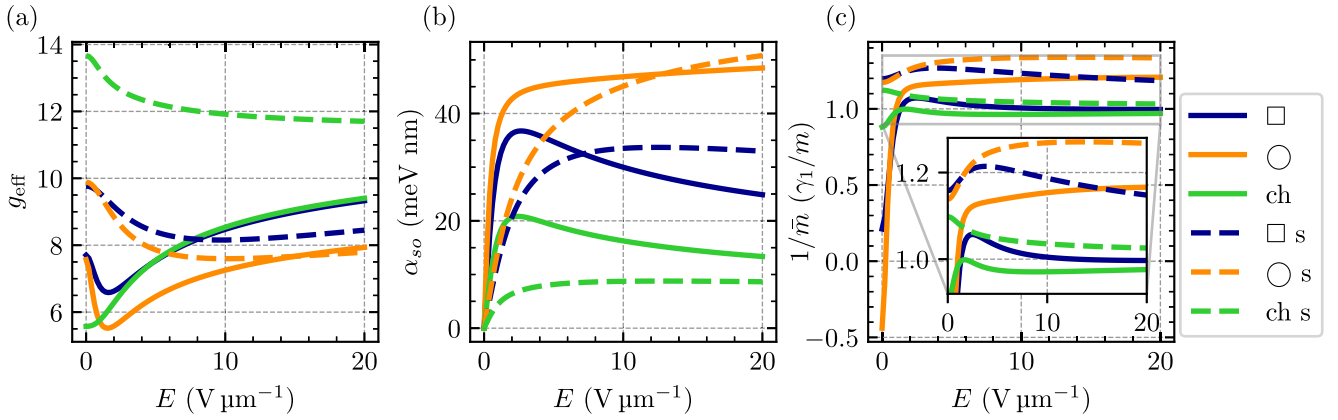 (a)
14
12
10
8
6
g_eff
0
10
20
E (V µm⁻¹)
(b)
40
20
0
α_so (meV nm)
0
10
20
E (V µm⁻¹)
(c)
1.0
0.5
0.0
−0.5
1/m̄ (γ₁/m)
1.2
1.0
0
10
20
0
10
20
E (V µm⁻¹)
□
○
ch
□ s
○ s
ch s